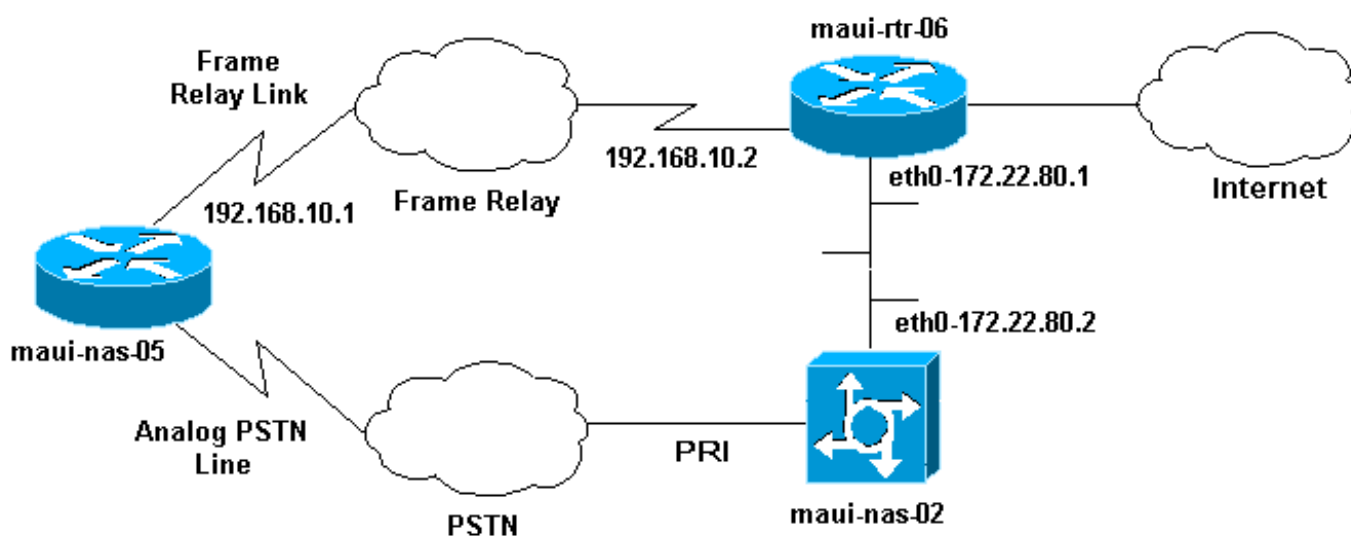 maui-rtr-06
Frame
Relay Link
192.168.10.2
eth0-172.22.80.1
Internet
Frame Relay
192.168.10.1
eth0-172.22.80.2
maui-nas-05
Analog PSTN
Line
PRI
PSTN
maui-nas-02